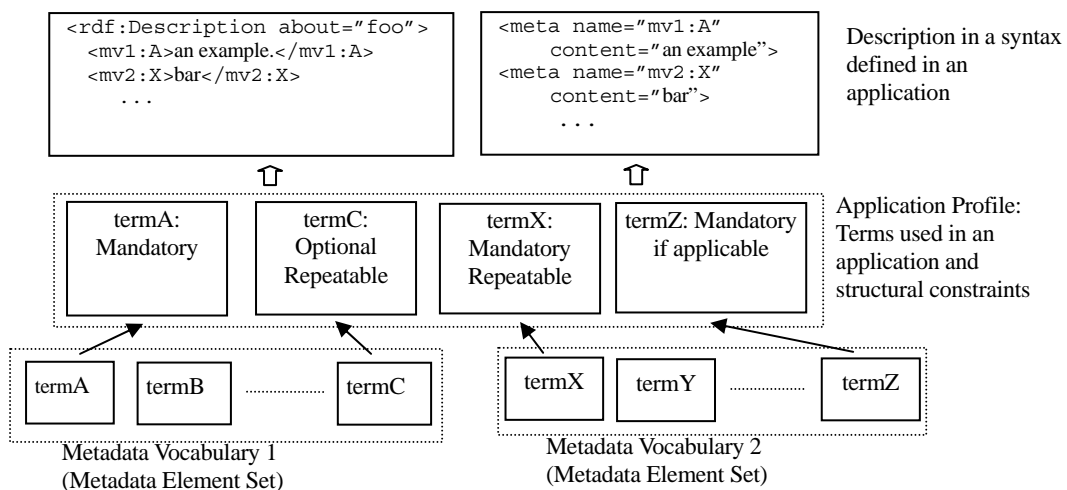 <rdf:Description about="foo">
<mv1:A>an example.</mv1:A>
<mv2:X>bar</mv2:X>
...
<meta name="mv1:A"
content="an example">
<meta name="mv2:X"
content="bar">
...
Description in a syntax
defined in an
application
termA:
Mandatory
termC:
Optional
Repeatable
termX:
Mandatory
Repeatable
termZ: Mandatory
if applicable
Application Profile:
Terms used in an
application and
structural constraints
termA
termB
termC
termX
termY
termZ
Metadata Vocabulary 1
(Metadata Element Set)
Metadata Vocabulary 2
(Metadata Element Set)